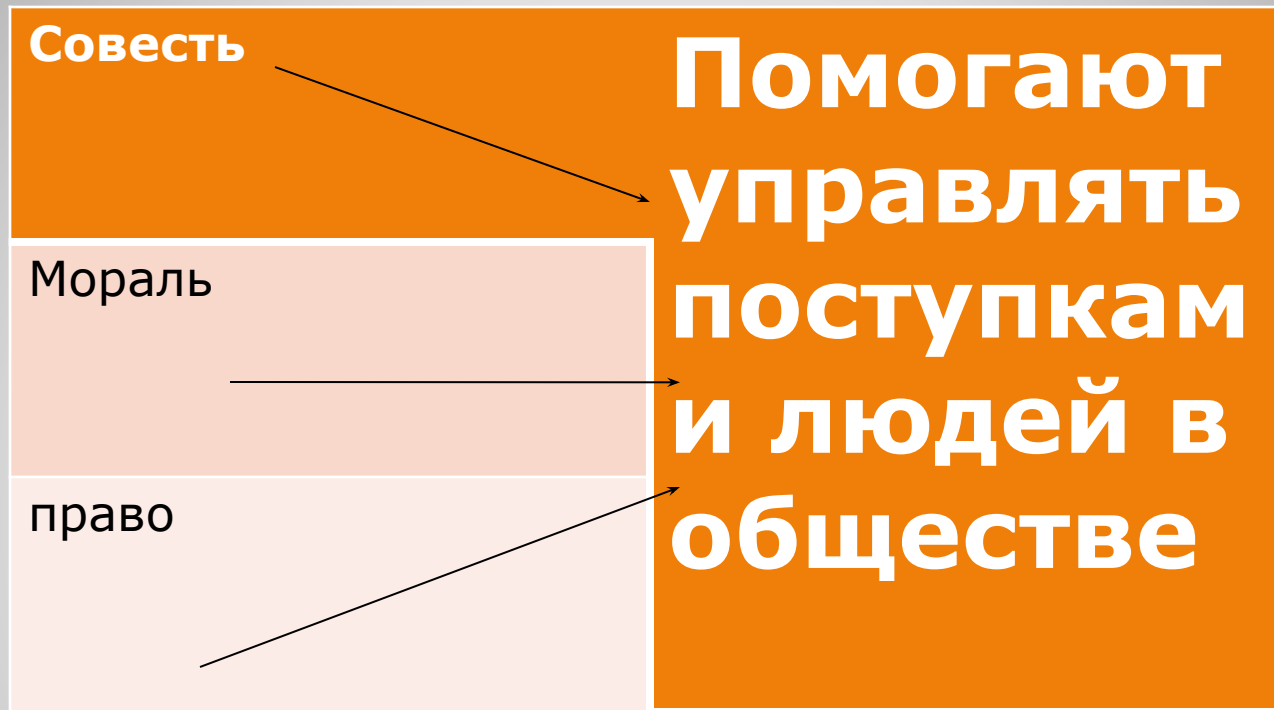 Совесть
Мораль
право
Помогают
управлять
поступкам
и людей в
обществе